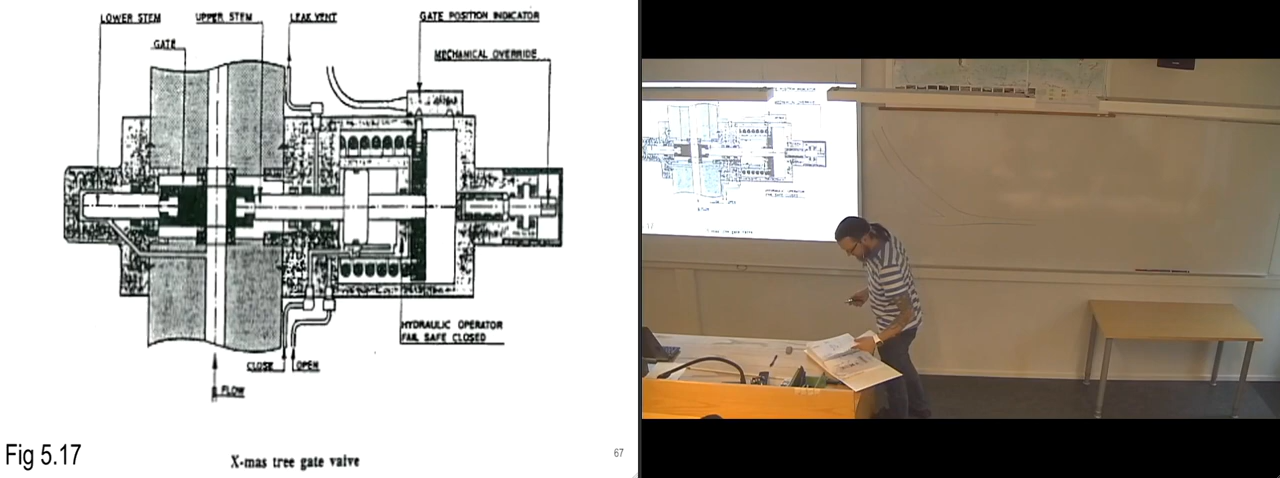 LOWER STEM
UPPER STEM
LEAK VENT
GATE POSITION INDICATOR
GATE
MECHANICAL OVERRIDE
HYDRAULIC OPERATOR
FAIL SAFE CLOSED
CLOSE
OPEN
FLOW
Fig 5.17
X-mas tree gate valve
67